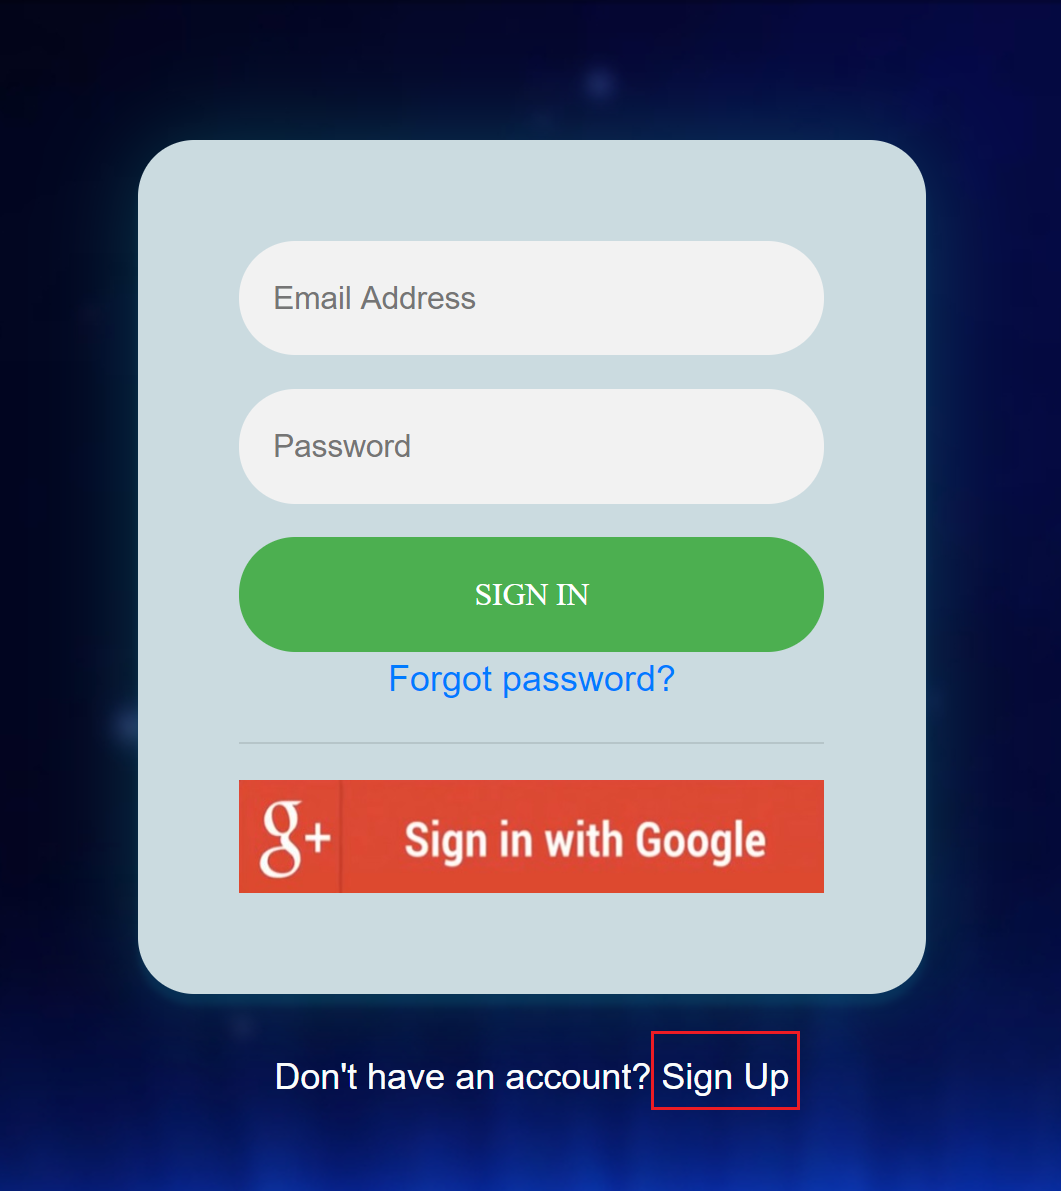 Email Address
Password
SIGN IN
Forgot password?
g+ Sign in with Google
Don't have an account? Sign Up